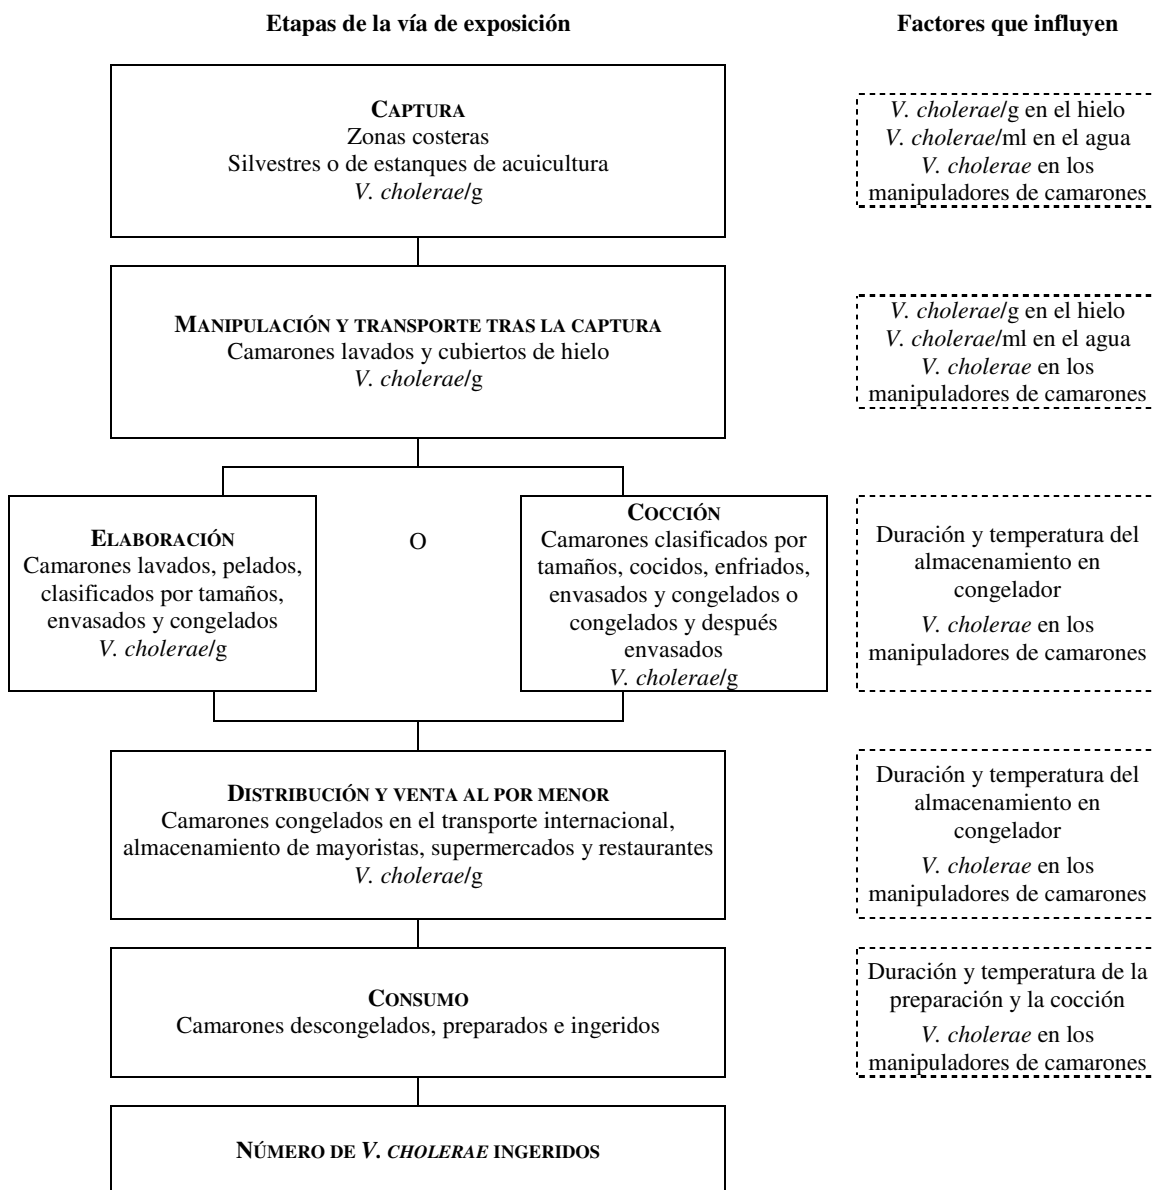 Etapas de la vía de exposición
Factores que influyen
CAPTURA
Zonas costeras
Silvestres o de estanques de acuicultura
V. cholerae/g
V. cholerae/g en el hielo
V. cholerae/ml en el agua
V. cholerae en los
manipuladores de camarones
MANIPULACIÓN Y TRANSPORTE TRAS LA CAPTURA
Camarones lavados y cubiertos de hielo
V. cholerae/g
V. cholerae/g en el hielo
V. cholerae/ml en el agua
V. cholerae en los
manipuladores de camarones
ELABORACIÓN
Camarones lavados, pelados,
clasificados por tamaños,
envasados y congelados
V. cholerae/g
O
COCCIÓN
Camarones clasificados por
tamaños, cocidos, enfriados,
envasados y congelados o
congelados y después
envasados
V. cholerae/g
Duración y temperatura del
almacenamiento en
congelador
V. cholerae en los
manipuladores de camarones
DISTRIBUCIÓN Y VENTA AL POR MENOR
Camarones congelados en el transporte internacional,
almacenamiento de mayoristas, supermercados y restaurantes
V. cholerae/g
Duración y temperatura del
almacenamiento en
congelador
V. cholerae en los
manipuladores de camarones
CONSUMO
Camarones descongelados, preparados e ingeridos
Duración y temperatura de la
preparación y la cocción
V. cholerae en los
manipuladores de camarones
NÚMERO DE V. CHOLERAE INGERIDOS